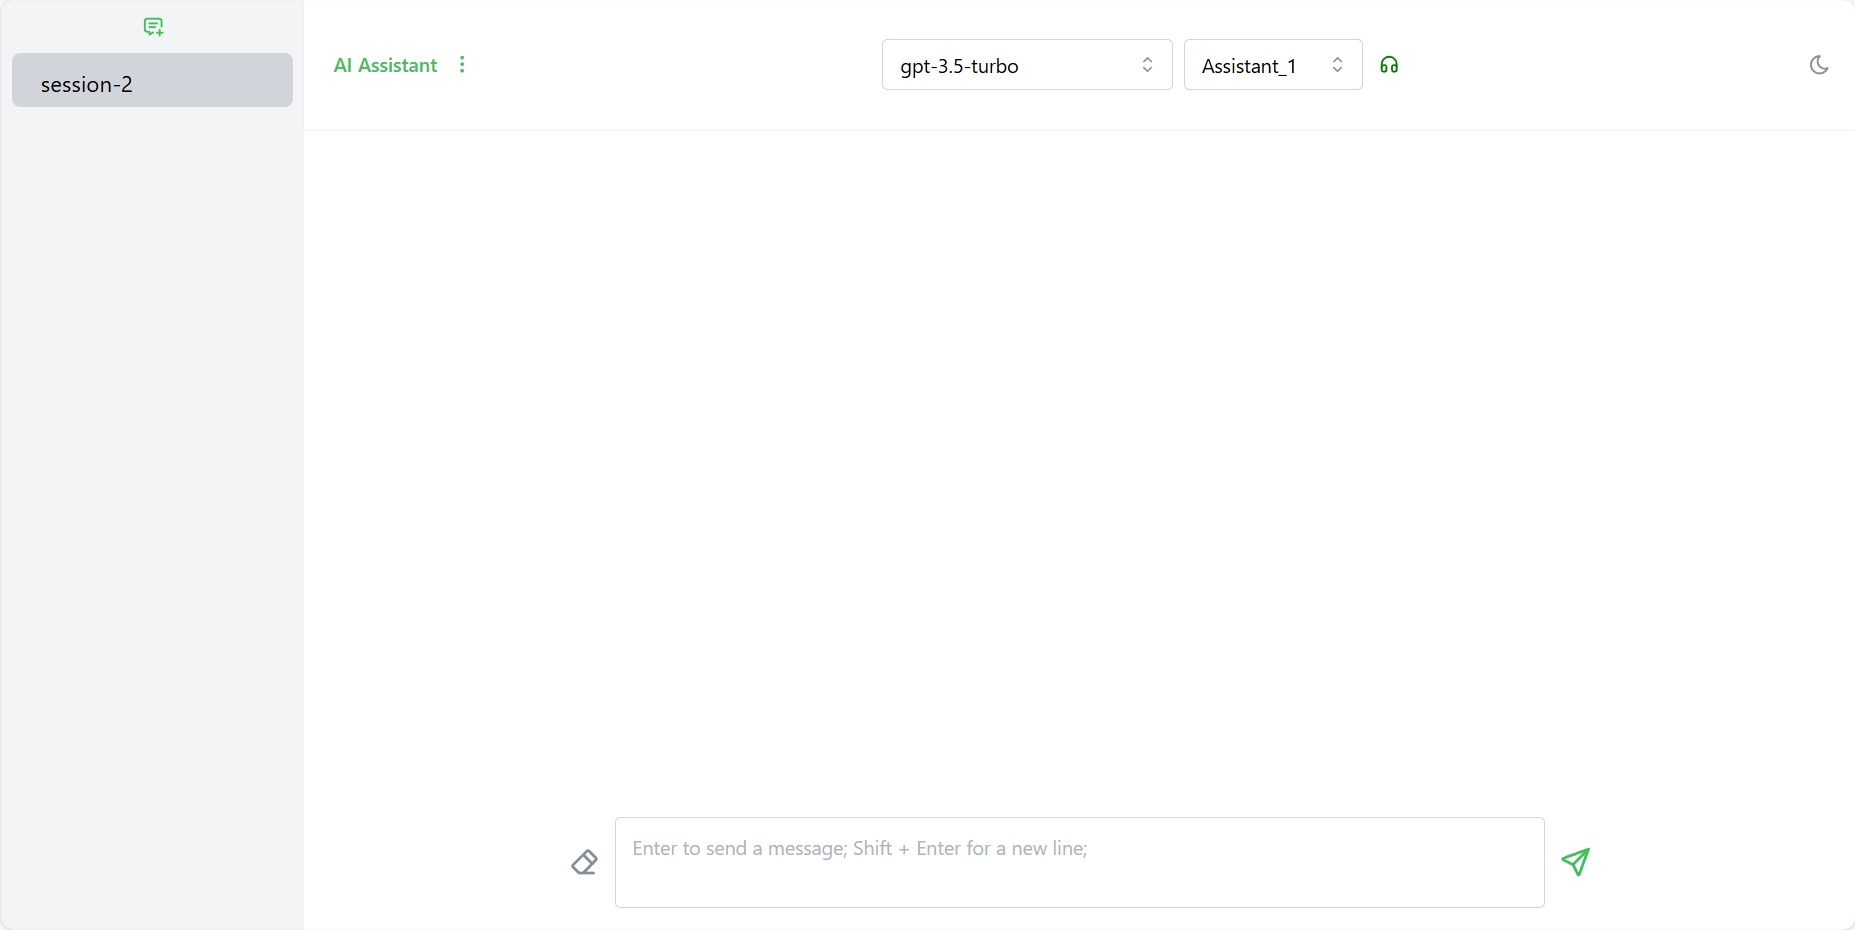 session-2
AI Assistant
gpt-3.5-turbo
Assistant_1
Enter to send a message; Shift + Enter for a new line;